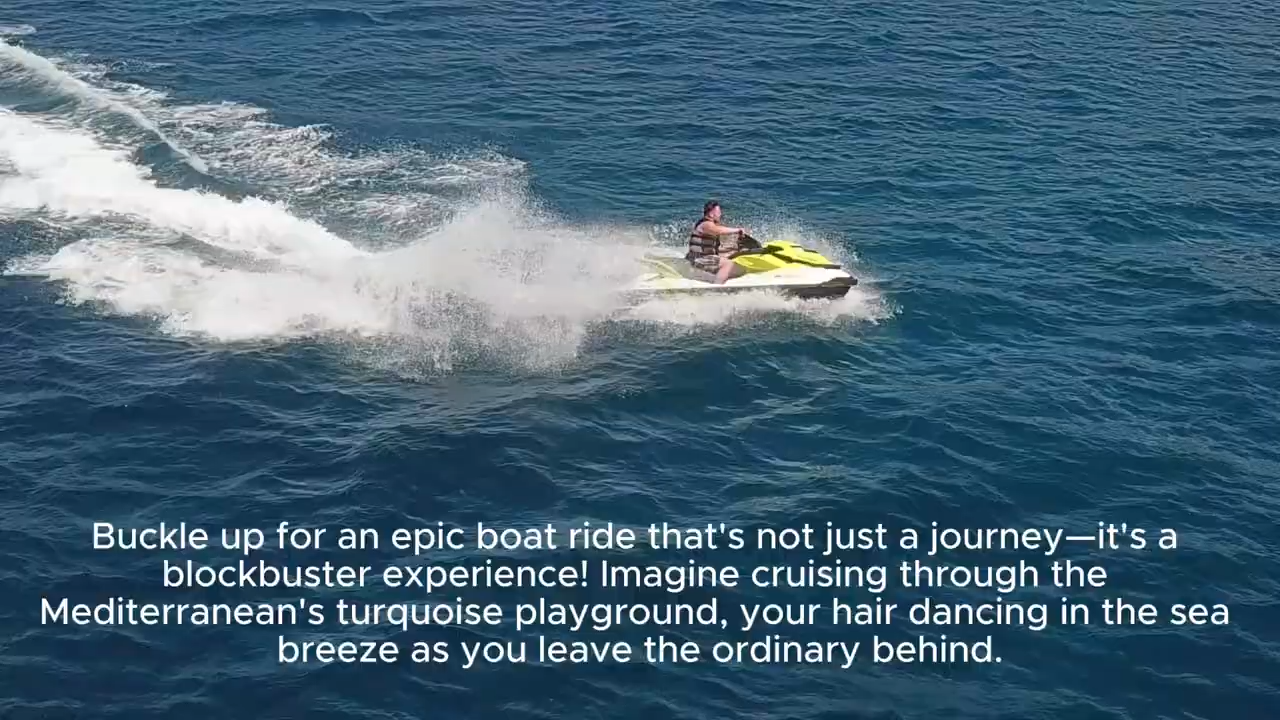 Buckle up for an epic boat ride that's not just a journey—it's a
blockbuster experience! Imagine cruising through the
Mediterranean's turquoise playground, your hair dancing in the sea
breeze as you leave the ordinary behind.